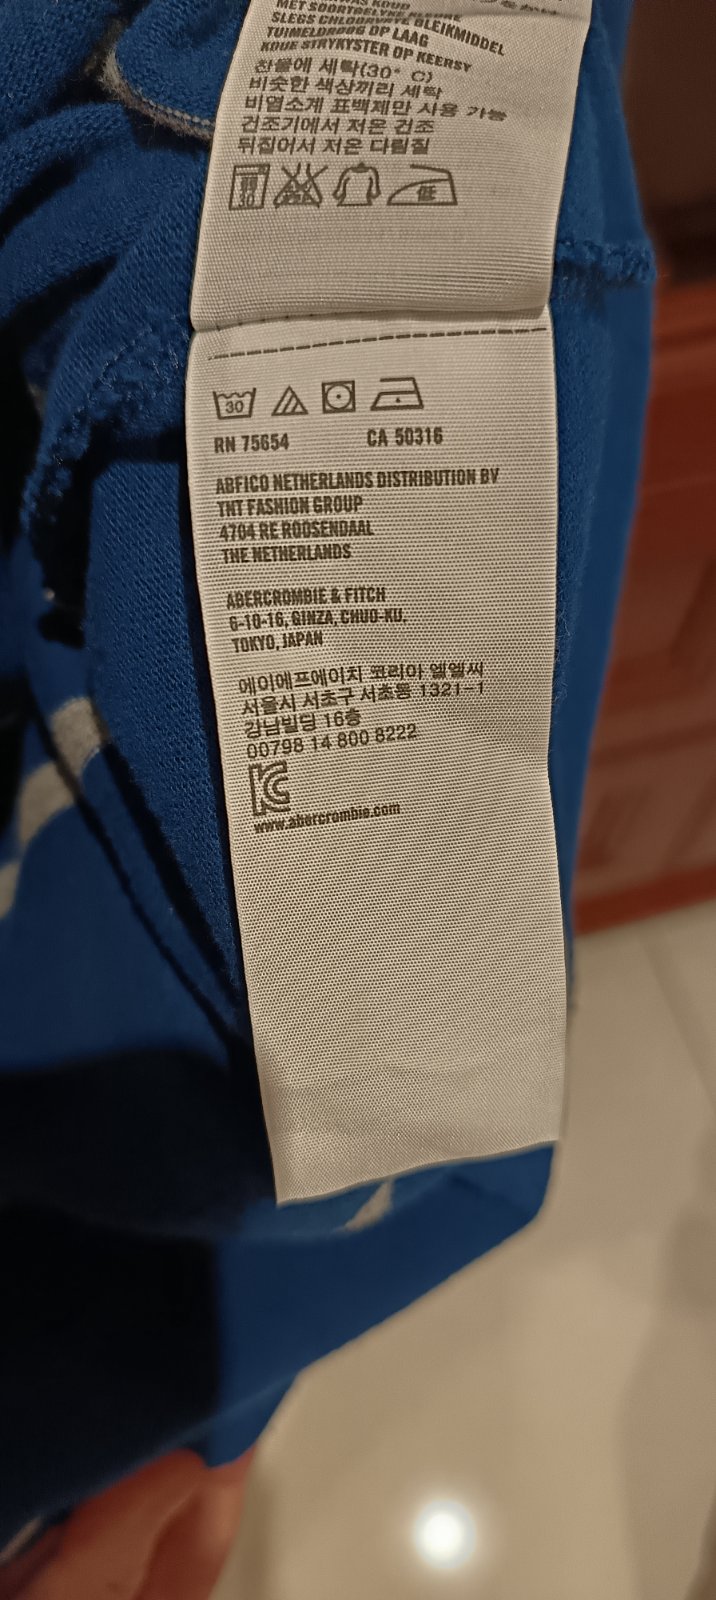 MET SOORTGELYKE KLEURE
SLEGS CHLOORVRYE BLEIKMIDDEL
TUIMELDROOG OP LAAG
KOUE STRYKYSTER OP KEERSY
찬물에 세탁(30° C)
비슷한 색상끼리 세탁
비염소계 표백제만 사용 가능
건조기에서 저온 건조
뒤집어서 저온 다림질
30 低
30
RN 75654 CA 50316
ABFICO NETHERLANDS DISTRIBUTION BV
TNT FASHION GROUP
4704 RE ROOSENDAAL
THE NETHERLANDS
ABERCROMBIE & FITCH
6-10-16, GINZA, CHUO-KU,
TOKYO, JAPAN
에이에프에이치 코리아 엘엘씨
서울시 서초구 서초동 1321-1
강남빌딩 16층
00798 14 800 8222
www.abercrombie.com